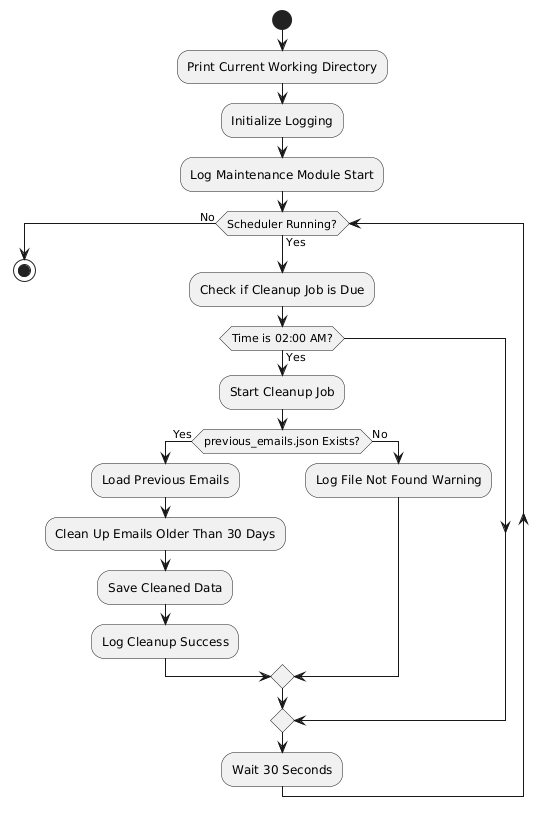 Print Current Working Directory
Initialize Logging
Log Maintenance Module Start
No
Scheduler Running?
Yes
Check if Cleanup Job is Due
Time is 02:00 AM?
Yes
Start Cleanup Job
Yes
previous_emails.json Exists?
No
Load Previous Emails
Log File Not Found Warning
Clean Up Emails Older Than 30 Days
Save Cleaned Data
Log Cleanup Success
Wait 30 Seconds